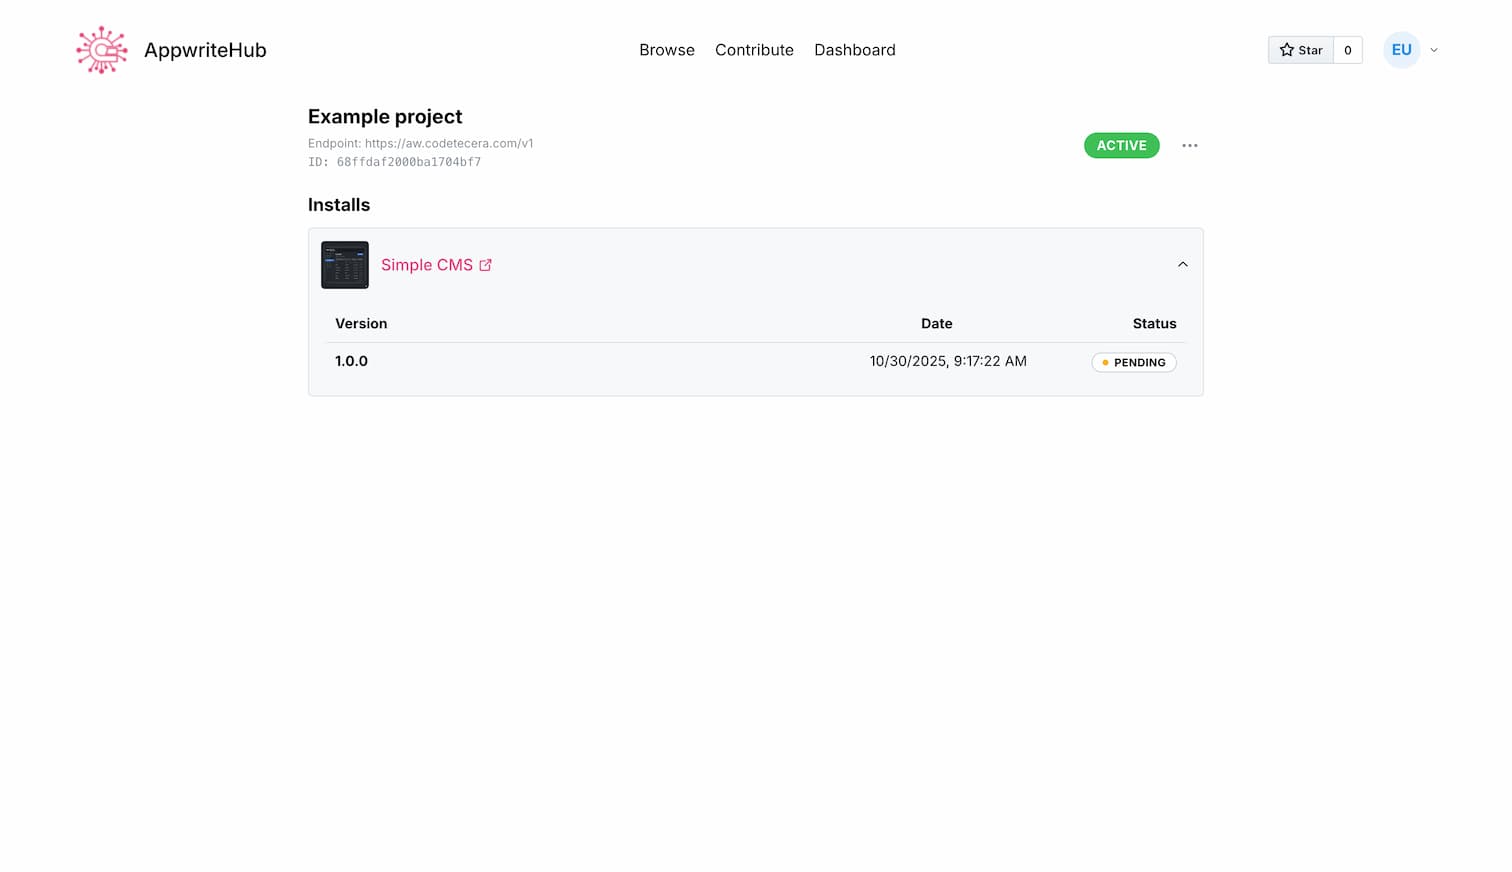 AppwriteHub
Browse Contribute Dashboard
Star 0
EU
Example project
Endpoint: https://aw.codetecera.com/v1
ID: 68ffdaf2000ba1704bf7
ACTIVE
Installs
Simple CMS
Version Date Status
1.0.0 10/30/2025, 9:17:22 AM PENDING